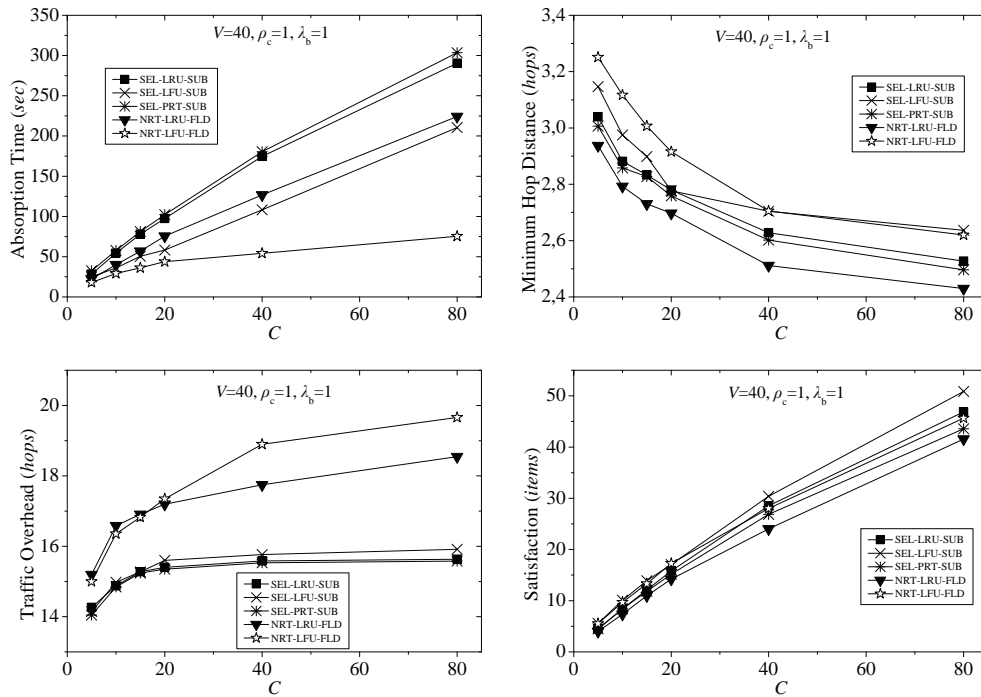 V=40, ρc=1, λb=1
Absorption Time (sec)
350
300
250
200
150
100
50
0
SEL-LRU-SUB
SEL-LFU-SUB
SEL-PRT-SUB
NRT-LRU-FLD
NRT-LFU-FLD
0 20 40 60 80
C
V=40, ρc=1, λb=1
Minimum Hop Distance (hops)
3,4
3,2
3,0
2,8
2,6
2,4
SEL-LRU-SUB
SEL-LFU-SUB
SEL-PRT-SUB
NRT-LRU-FLD
NRT-LFU-FLD
0 20 40 60 80
C
V=40, ρc=1, λb=1
Traffic Overhead (hops)
20
18
16
14
SEL-LRU-SUB
SEL-LFU-SUB
SEL-PRT-SUB
NRT-LRU-FLD
NRT-LFU-FLD
0 20 40 60 80
C
V=40, ρc=1, λb=1
Satisfaction (items)
50
40
30
20
10
0
SEL-LRU-SUB
SEL-LFU-SUB
SEL-PRT-SUB
NRT-LRU-FLD
NRT-LFU-FLD
0 20 40 60 80
C